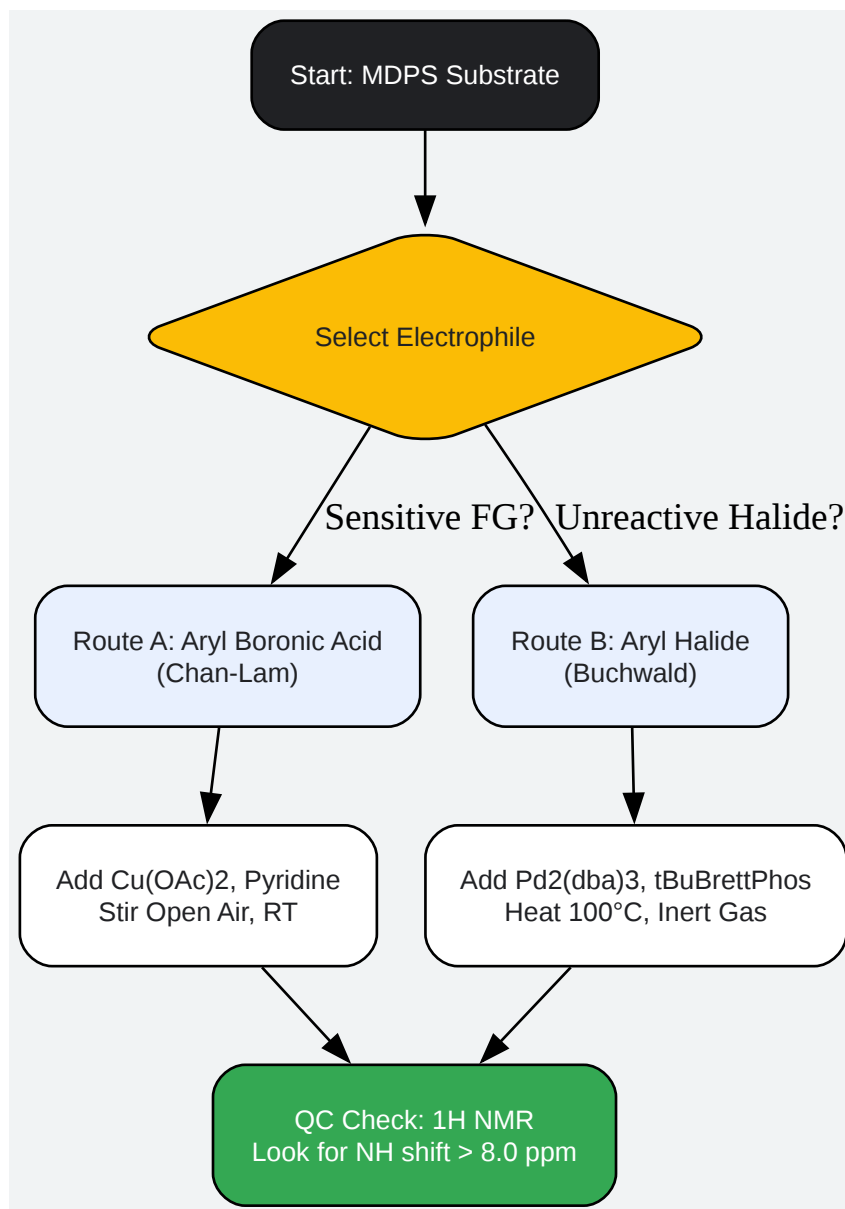 Start: MDPS Substrate
Select Electrophile
Sensitive FG?
Unreactive Halide?
Route A: Aryl Boronic Acid
(Chan-Lam)
Route B: Aryl Halide
(Buchwald)
Add Cu(OAc)2, Pyridine
Stir Open Air, RT
Add Pd2(dba)3, tBuBrettPhos
Heat 100°C, Inert Gas
QC Check: 1H NMR
Look for NH shift > 8.0 ppm